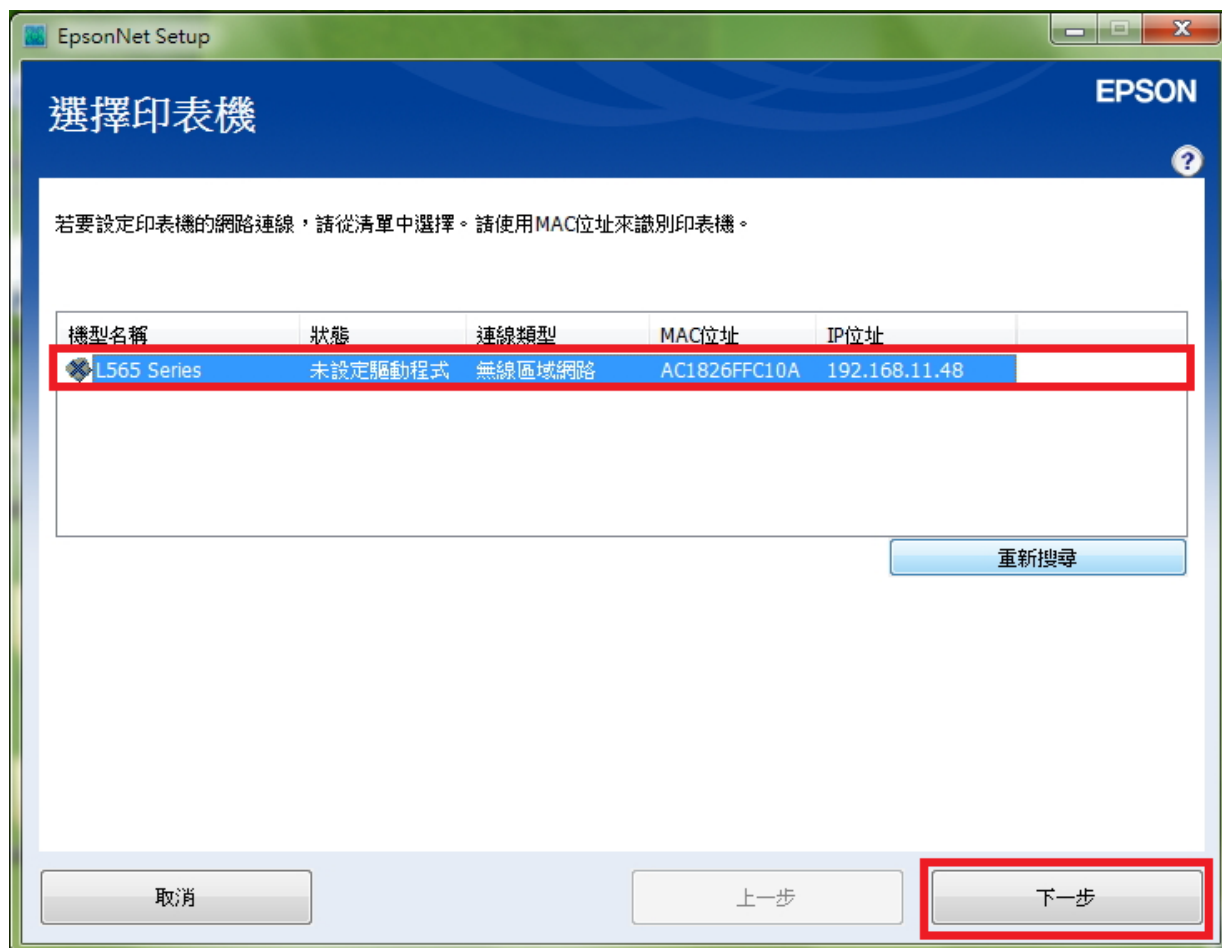 EpsonNet Setup
選擇印表機
EPSON
?
若要設定印表機的網路連線，請從清單中選擇。請使用MAC位址來識別印表機。
機型名稱 狀態 連線類型 MAC位址 IP位址
L565 Series 未設定驅動程式 無線區域網路 AC1826FFC10A 192.168.11.48
重新搜尋
取消 上一步 下一步